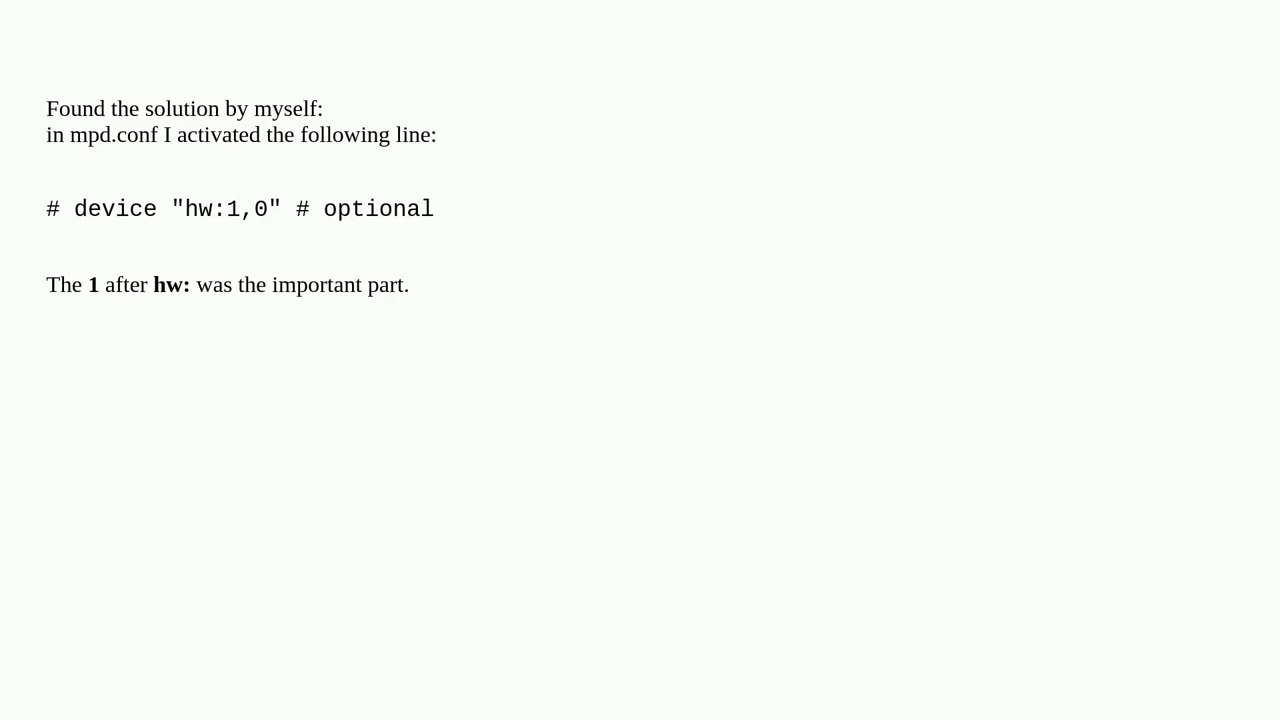 Found the solution by myself:
in mpd.conf I activated the following line:
# device "hw:1,0" # optional
The 1 after hw: was the important part.